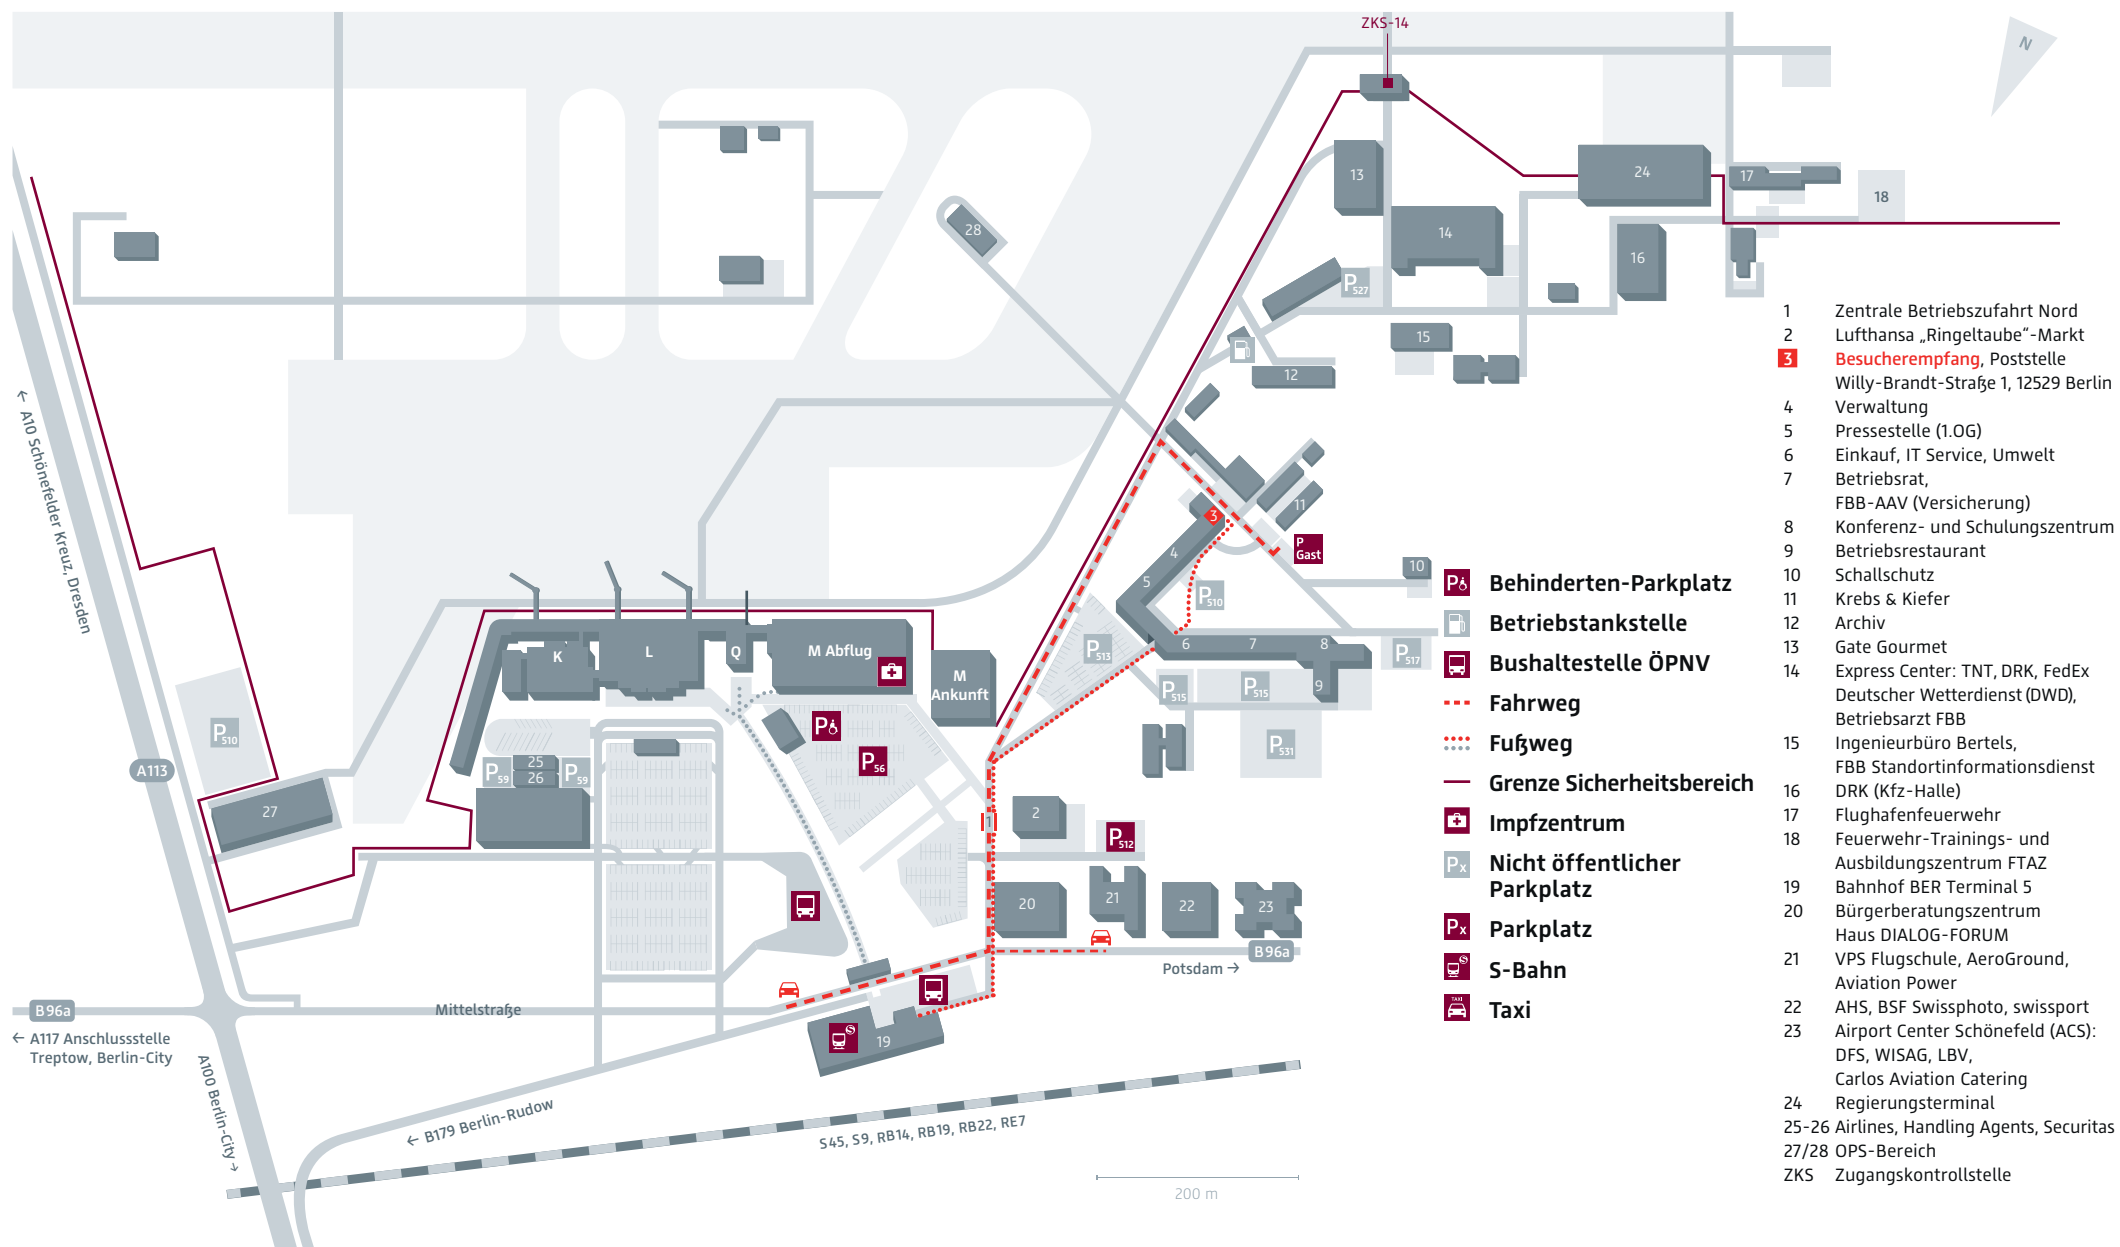 ZKS-14
N
13
24
17
18
28
14
16
P527
15
12
← A10 Schönefelder Kreuz, Dresden
11
3
4
P Gast
5
10
P510
6
7
8
P517
P513
9
P515
P515
P531
K
L
Q
M Abflug
M
Ankunft
P510
P
P56
A113
25
26
P59
P59
27
1
2
P512
20
21
22
23
Potsdam →
B96a
B96a
Mittelstraße
← A117 Anschlussstelle
Treptow, Berlin-City
A100 Berlin-City →
S
19
← B179 Berlin-Rudow
S45, S9, RB14, RB19, RB22, RE7
200 m
P Behinderten-Parkplatz
Betriebstankstelle
Bushaltestelle ÖPNV
Fahrweg
Fußweg
Grenze Sicherheitsbereich
Impfzentrum
Px Nicht öffentlicher
Parkplatz
Px Parkplatz
S S-Bahn
TAXI Taxi
1 Zentrale Betriebszufahrt Nord
2 Lufthansa „Ringeltaube“-Markt
3 Besucherempfang, Poststelle
Willy-Brandt-Straße 1, 12529 Berlin
4 Verwaltung
5 Pressestelle (1.OG)
6 Einkauf, IT Service, Umwelt
7 Betriebsrat,
FBB-AAV (Versicherung)
8 Konferenz- und Schulungszentrum
9 Betriebsrestaurant
10 Schallschutz
11 Krebs & Kiefer
12 Archiv
13 Gate Gourmet
14 Express Center: TNT, DRK, FedEx
Deutscher Wetterdienst (DWD),
Betriebsarzt FBB
15 Ingenieurbüro Bertels,
FBB Standortinformationsdienst
16 DRK (Kfz-Halle)
17 Flughafenfeuerwehr
18 Feuerwehr-Trainings- und
Ausbildungszentrum FTAZ
19 Bahnhof BER Terminal 5
20 Bürgerberatungszentrum
Haus DIALOG-FORUM
21 VPS Flugschule, AeroGround,
Aviation Power
22 AHS, BSF Swissphoto, swissport
23 Airport Center Schönefeld (ACS):
DFS, WISAG, LBV,
Carlos Aviation Catering
24 Regierungsterminal
25-26 Airlines, Handling Agents, Securitas
27/28 OPS-Bereich
ZKS Zugangskontrollstelle